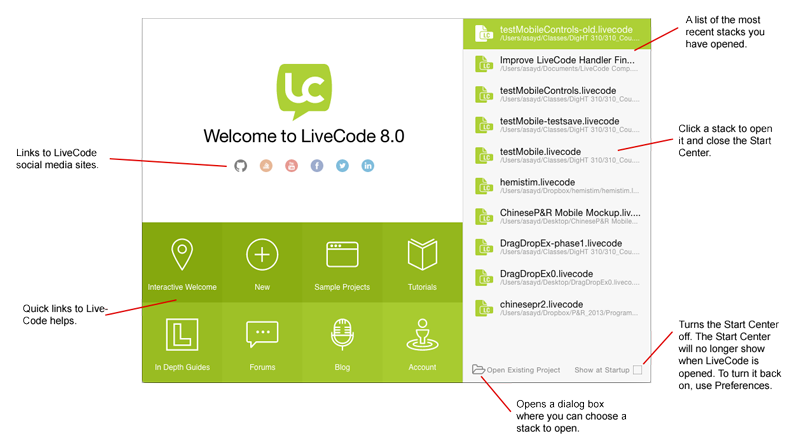 A list of the most
recent stacks you
have opened.
testMobileControls-old.livecode
/Users/asayd/Classes/DigHT 310/310_Cou...
Improve LiveCode Handler Fin...
/Users/asayd/Documents/LiveCode Comp...
testMobileControls.livecode
/Users/asayd/Classes/DigHT 310/310_Cou...
testMobile-testsave.livecode
/Users/asayd/Classes/DigHT 310/310_Cou...
testMobile.livecode
/Users/asayd/Classes/DigHT 310/310_Cou...
hemistim.livecode
/Users/asayd/Dropbox/hemistim/hemistim.l...
ChineseP&R Mobile Mockup.liv...
/Users/asayd/Desktop/ChineseP&R Mobile...
DragDropEx-phase1.livecode
/Users/asayd/Classes/DigHT 310/310_Cou...
DragDropEx0.livecode
/Users/asayd/Desktop/DragDropEx0.liveco...
chinesepr2.livecode
/Users/asayd/Dropbox/P&R_2013/Program...
Click a stack to open
it and close the Start
Center.
LC
Welcome to LiveCode 8.0
Links to LiveCode
social media sites.
Interactive Welcome
New
Sample Projects
Tutorials
Quick links to Live-
Code helps.
In Depth Guides
Forums
Blog
Account
Open Existing Project
Show at Startup
Turns the Start Center
off. The Start Center
will no longer show
when LiveCode is
opened. To turn it back
on, use Preferences.
Opens a dialog box
where you can choose a
stack to open.